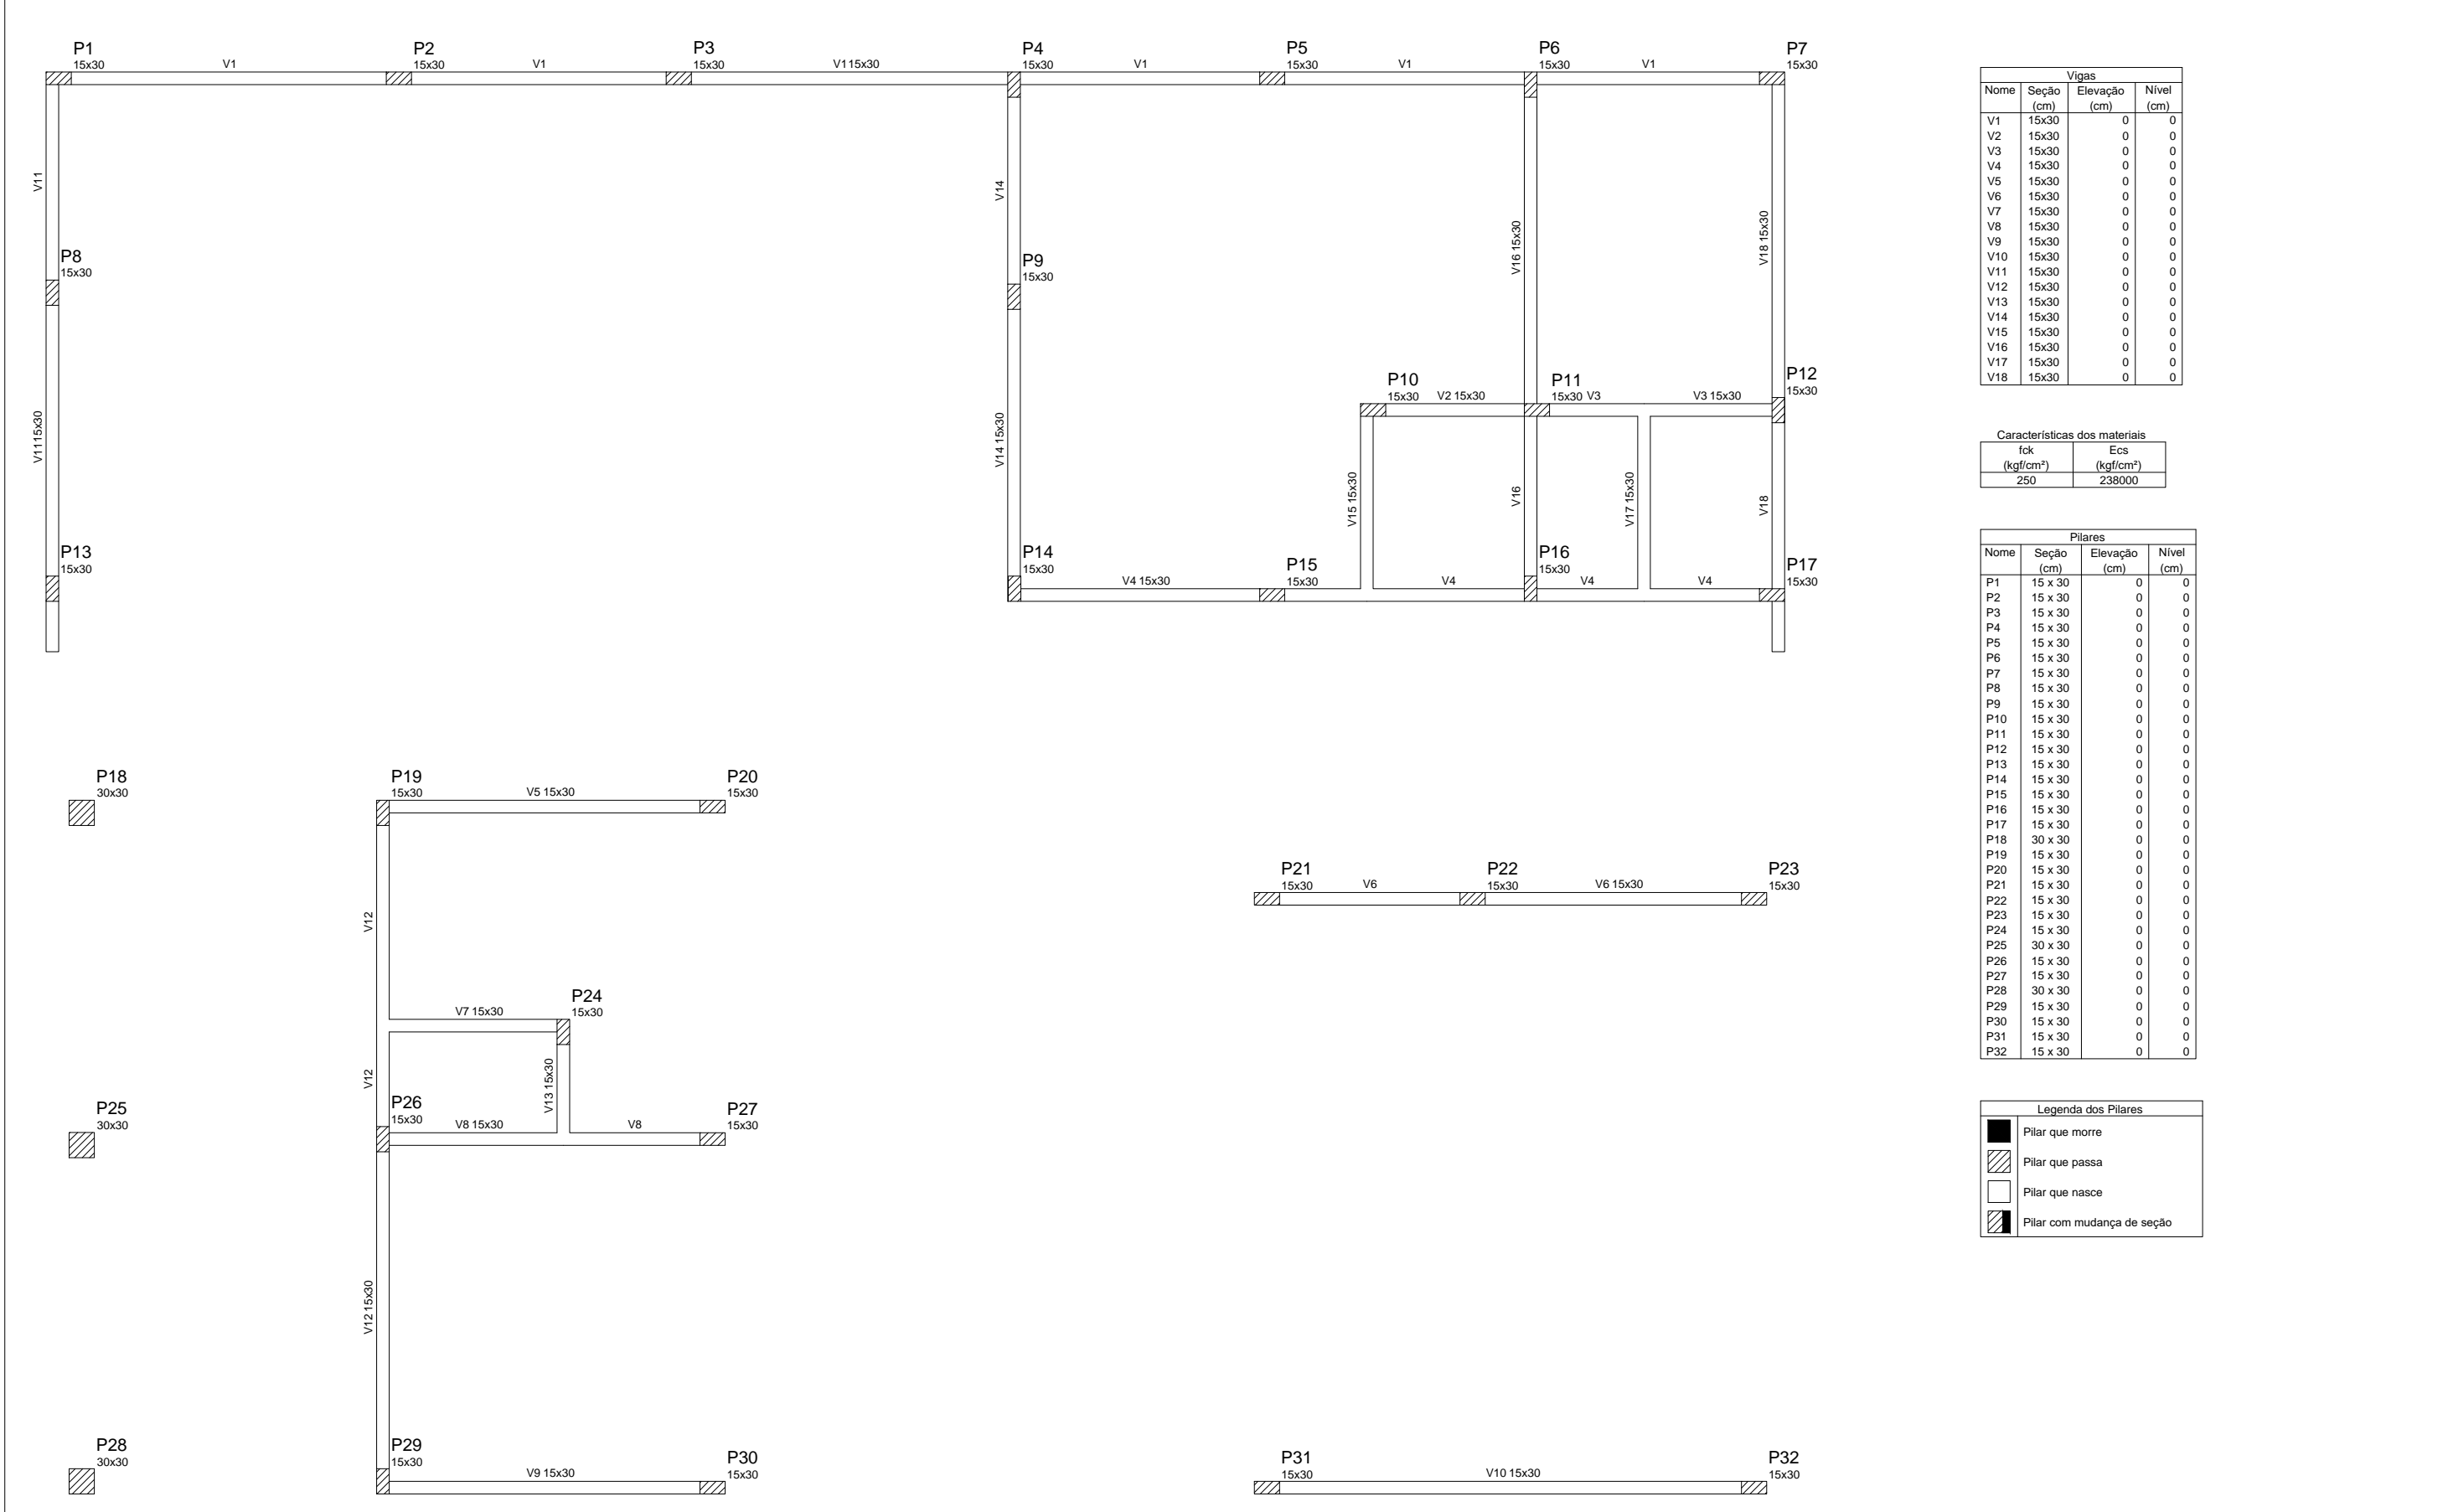 P1
15x30
V1
P2
15x30
V1
P3
15x30
V1 15x30
P4
15x30
V1
P5
15x30
V1
P6
15x30
V1
P7
15x30
V11
V14
V16 15x30
V18 15x30
P8
15x30
P9
15x30
P10
15x30
V2 15x30
P11
15x30
V3
V3 15x30
P12
15x30
V11 15x30
V14 15x30
V15 15x30
V16
V17 15x30
V18
P13
15x30
P14
15x30
V4 15x30
P15
15x30
V4
P16
15x30
V4
V4
P17
15x30
P18
30x30
P19
15x30
V5 15x30
P20
15x30
P21
15x30
V6
P22
15x30
V6 15x30
P23
15x30
V12
V7 15x30
P24
15x30
V12
V13 15x30
P25
30x30
P26
15x30
V8 15x30
V8
P27
15x30
V12 15x30
P28
30x30
P29
15x30
V9 15x30
P30
15x30
P31
15x30
V10 15x30
P32
15x30
Vigas
Nome Seção Elevação Nível
(cm) (cm) (cm)
V1 15x30 0 0
V2 15x30 0 0
V3 15x30 0 0
V4 15x30 0 0
V5 15x30 0 0
V6 15x30 0 0
V7 15x30 0 0
V8 15x30 0 0
V9 15x30 0 0
V10 15x30 0 0
V11 15x30 0 0
V12 15x30 0 0
V13 15x30 0 0
V14 15x30 0 0
V15 15x30 0 0
V16 15x30 0 0
V17 15x30 0 0
V18 15x30 0 0
Características dos materiais
fck Ecs
(kgf/cm²) (kgf/cm²)
250 238000
Pilares
Nome Seção Elevação Nível
(cm) (cm) (cm)
P1 15 x 30 0 0
P2 15 x 30 0 0
P3 15 x 30 0 0
P4 15 x 30 0 0
P5 15 x 30 0 0
P6 15 x 30 0 0
P7 15 x 30 0 0
P8 15 x 30 0 0
P9 15 x 30 0 0
P10 15 x 30 0 0
P11 15 x 30 0 0
P12 15 x 30 0 0
P13 15 x 30 0 0
P14 15 x 30 0 0
P15 15 x 30 0 0
P16 15 x 30 0 0
P17 15 x 30 0 0
P18 30 x 30 0 0
P19 15 x 30 0 0
P20 15 x 30 0 0
P21 15 x 30 0 0
P22 15 x 30 0 0
P23 15 x 30 0 0
P24 15 x 30 0 0
P25 30 x 30 0 0
P26 15 x 30 0 0
P27 15 x 30 0 0
P28 30 x 30 0 0
P29 15 x 30 0 0
P30 15 x 30 0 0
P31 15 x 30 0 0
P32 15 x 30 0 0
Legenda dos Pilares
Pilar que morre
Pilar que passa
Pilar que nasce
Pilar com mudança de seção